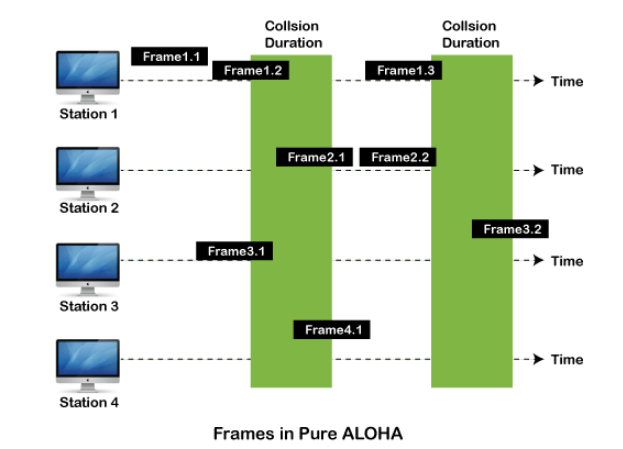 Collsion
Duration
Collsion
Duration
Frame1.1
Frame1.2
Frame1.3
Time
Station 1
Frame2.1
Frame2.2
Time
Station 2
Frame3.2
Frame3.1
Time
Station 3
Frame4.1
Time
Station 4
Frames in Pure ALOHA